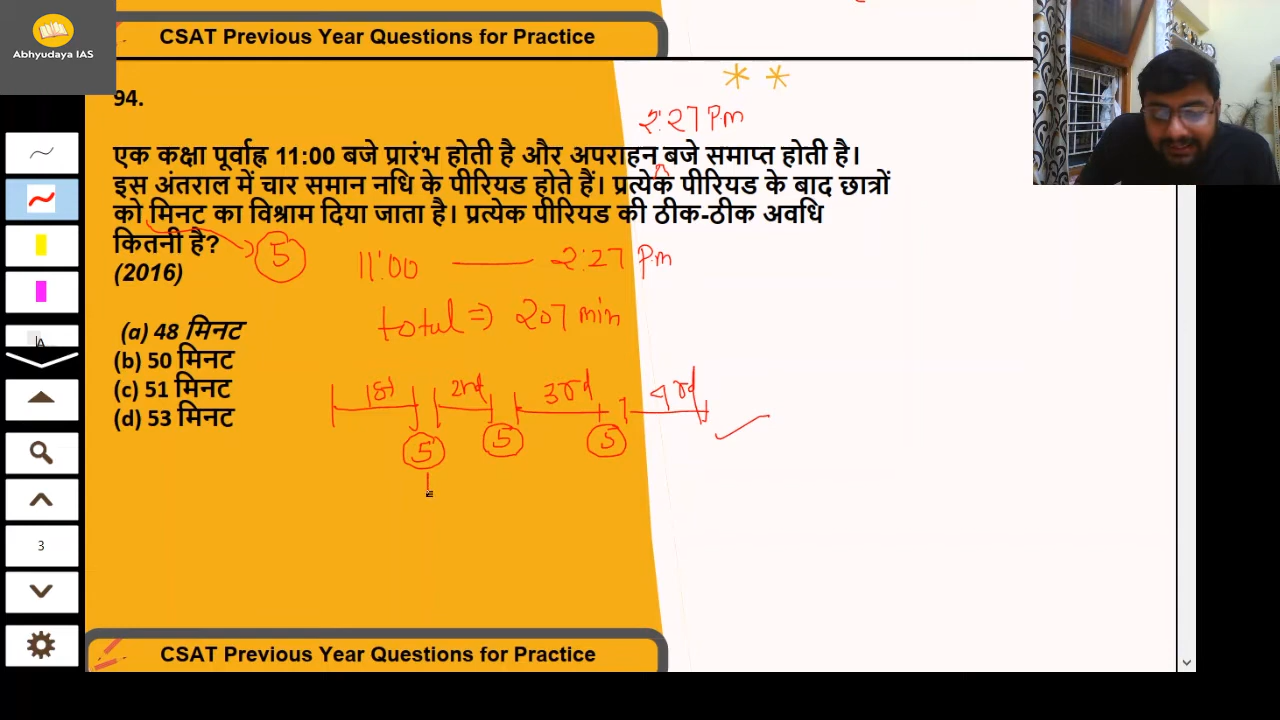 Abhyudaya IAS
CSAT Previous Year Questions for Practice
94.
2:27 Pm
एक कक्षा पूर्वाह्न 11:00 बजे प्रारंभ होती है और अपराहन बजे समाप्त होती है।
इस अंतराल में चार समान नधि के पीरियड होते हैं। प्रत्येक पीरियड के बाद छात्रों
को मिनट का विश्राम दिया जाता है। प्रत्येक पीरियड की ठीक-ठीक अवधि
कितनी है?
5
11:00 — 2:27 Pm
(2016)
total => 207 min
(a) 48 मिनट
(b) 50 मिनट
(c) 51 मिनट
(d) 53 मिनट
1st 2nd 3rd 4rd
5 5 5
A
3
CSAT Previous Year Questions for Practice